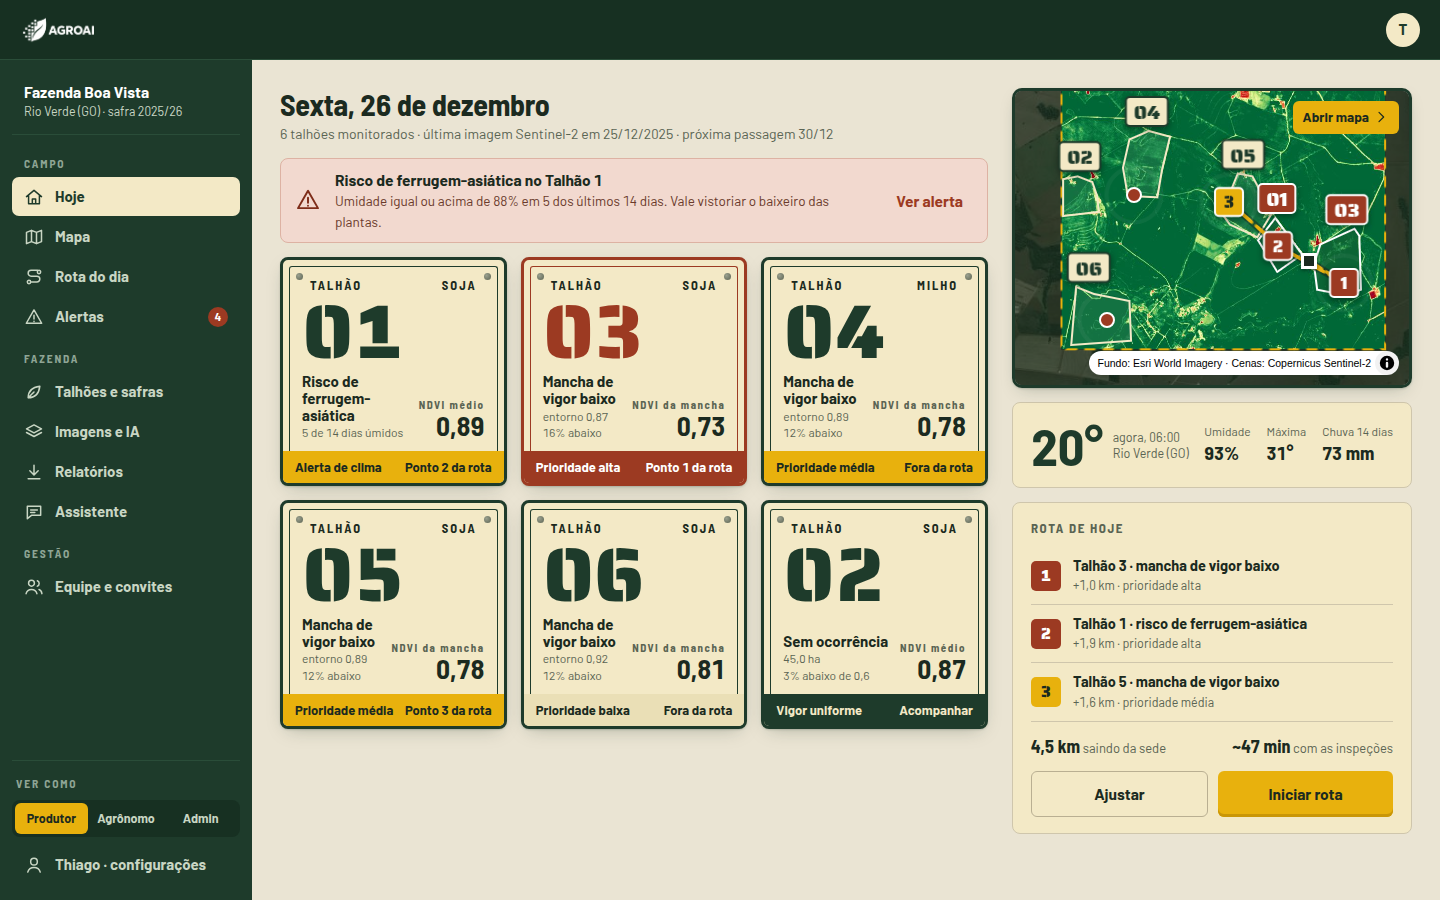 AGROAI
T
Fazenda Boa Vista
Rio Verde (GO) · safra 2025/26
CAMPO
Hoje
Mapa
Rota do dia
Alertas 4
FAZENDA
Talhões e safras
Imagens e IA
Relatórios
Assistente
GESTÃO
Equipe e convites
VER COMO
Produtor Agrônomo Admin
Thiago · configurações
Sexta, 26 de dezembro
6 talhões monitorados · última imagem Sentinel-2 em 25/12/2025 · próxima passagem 30/12
Risco de ferrugem-asiática no Talhão 1
Umidade igual ou acima de 88% em 5 dos últimos 14 dias. Vale vistoriar o baixeiro das
plantas.
Ver alerta
TALHÃO SOJA
01
Risco de
ferrugem-
asiática
5 de 14 dias úmidos
NDVI médio
0,89
Alerta de clima Ponto 2 da rota
TALHÃO SOJA
03
Mancha de
vigor baixo
entorno 0,87
16% abaixo
NDVI da mancha
0,73
Prioridade alta Ponto 1 da rota
TALHÃO MILHO
04
Mancha de
vigor baixo
entorno 0,89
12% abaixo
NDVI da mancha
0,78
Prioridade média Fora da rota
TALHÃO SOJA
05
Mancha de
vigor baixo
entorno 0,89
12% abaixo
NDVI da mancha
0,78
Prioridade média Ponto 3 da rota
TALHÃO SOJA
06
Mancha de
vigor baixo
entorno 0,92
12% abaixo
NDVI da mancha
0,81
Prioridade baixa Fora da rota
TALHÃO SOJA
02
Sem ocorrência
45,0 ha
3% abaixo de 0,6
NDVI médio
0,87
Vigor uniforme Acompanhar
04
Abrir mapa
02
05
3
01
03
2
06
1
Fundo: Esri World Imagery · Cenas: Copernicus Sentinel-2
20°
agora, 06:00
Rio Verde (GO)
Umidade
93%
Máxima
31°
Chuva 14 dias
73 mm
ROTA DE HOJE
1
Talhão 3 · mancha de vigor baixo
+1,0 km · prioridade alta
2
Talhão 1 · risco de ferrugem-asiática
+1,9 km · prioridade alta
3
Talhão 5 · mancha de vigor baixo
+1,6 km · prioridade média
4,5 km saindo da sede
~47 min com as inspeções
Ajustar
Iniciar rota